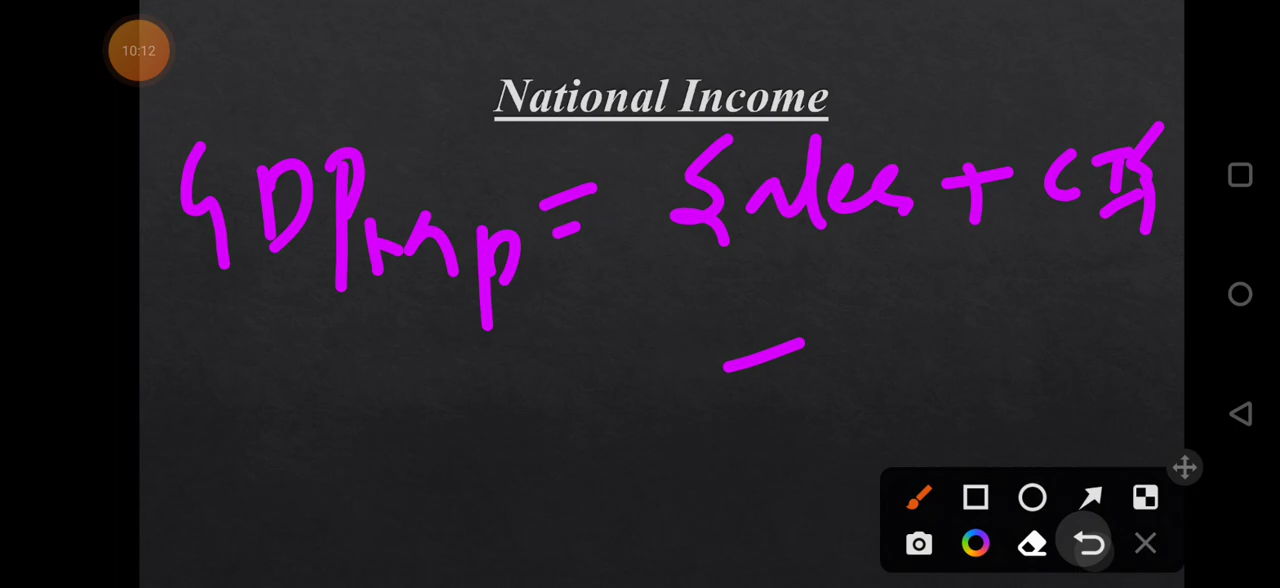 10:12
National Income
GDPmp = Sales + CIS
—